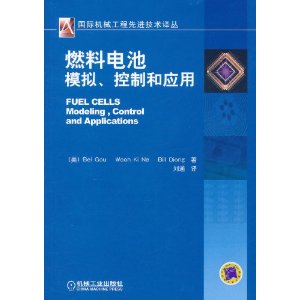 国际机械工程先进技术译丛
燃料电池
模拟、控制和应用
FUEL CELLS
Modeling , Control
and Applications
(美) Bei Gou Woon Ki Na Bill Diong 著
刘通 译
机械工业出版社
CHINA MACHINE PRESS